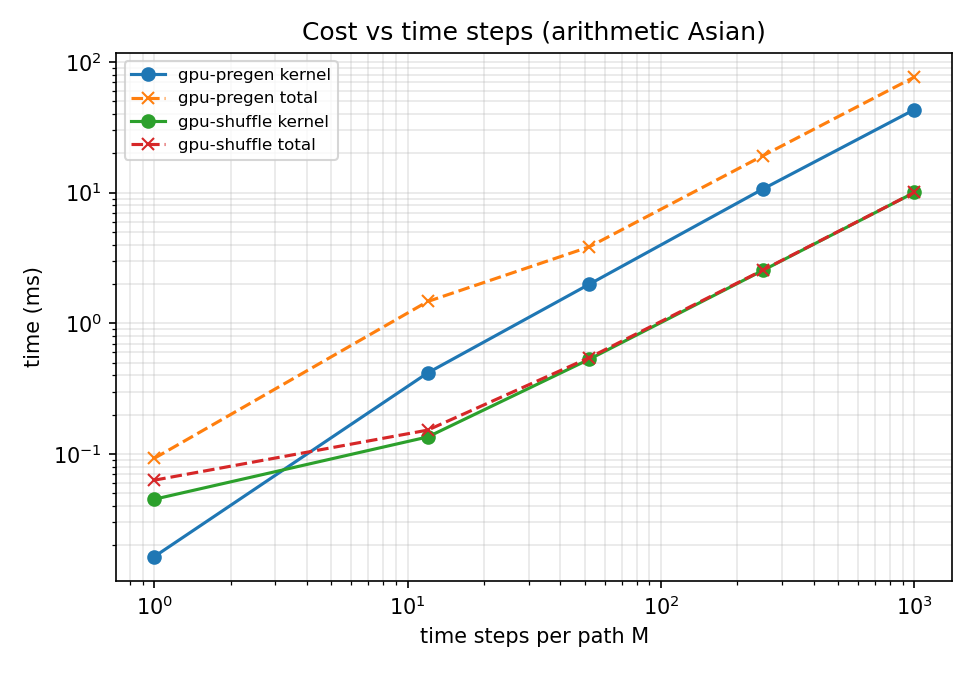 Cost vs time steps (arithmetic Asian)
gpu-pregen kernel
gpu-pregen total
gpu-shuffle kernel
gpu-shuffle total
time (ms)
10²
10¹
10⁰
10⁻¹
10⁰ 10¹ 10² 10³
time steps per path M